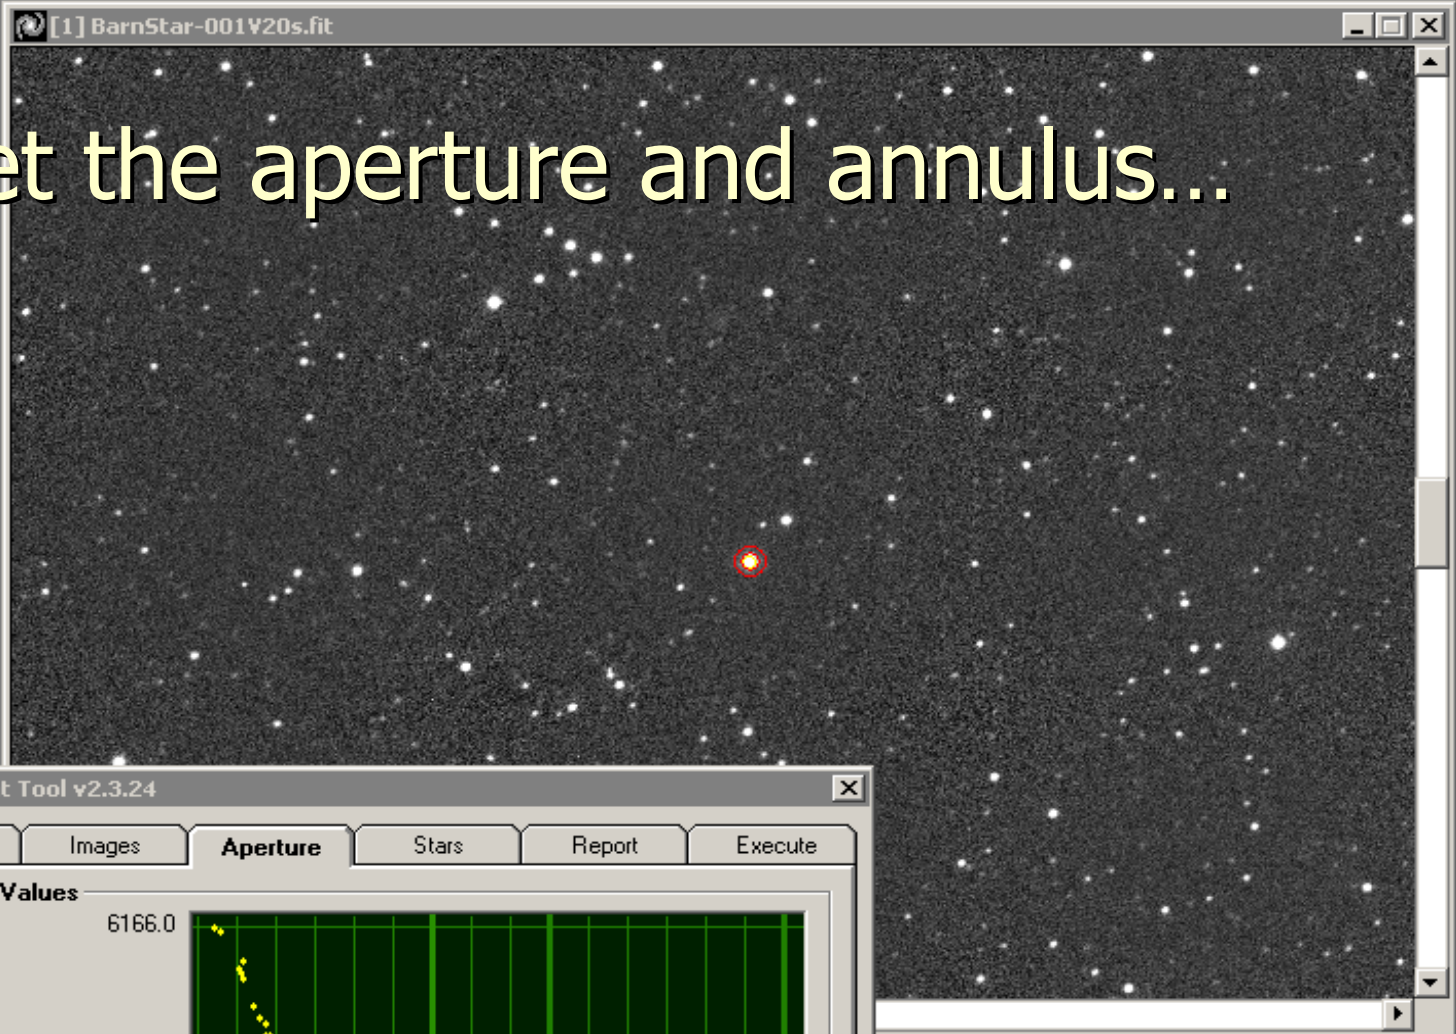 [1] BarnStar-001V20s.fit
et the aperture and annulus...
t Tool v2.3.24
Images Aperture Stars Report Execute
Values
6166.0